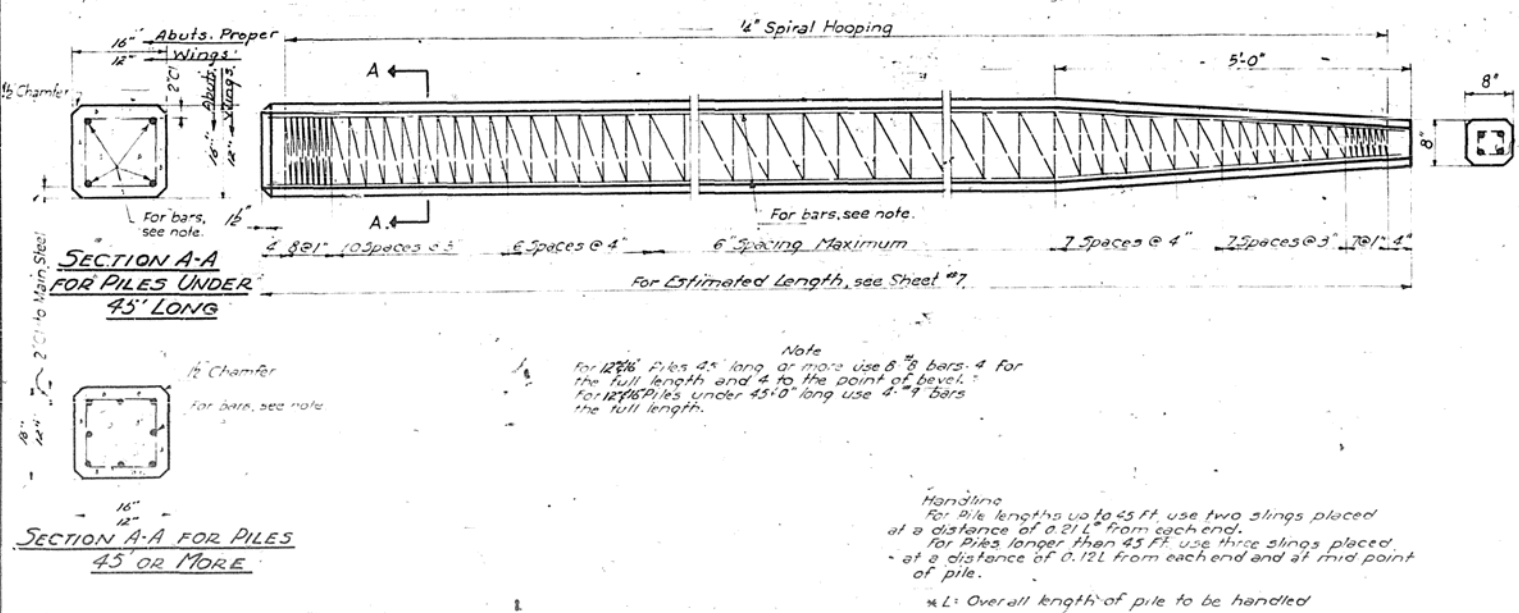 ¼" Spiral Hooping
16" Abuts. Proper
12" Wings
5'-0"
A
2"Cl
16" Abuts.
12" Wings.
½ Chamfer
8"
8"
For bars,
see note.
1½"
A.
For bars, see note.
4" 8@1" 10 Spaces @ 3" 6 Spaces @ 4" 6" Spacing Maximum 7 Spaces @ 4" 7 Spaces @ 3" 7@1" 4"
SECTION A-A
FOR PILES UNDER
45' LONG
For Estimated Length, see Sheet #7
2"Cl to Main Steel
Note
For 12"&16" Piles 45' long or more use 8-#8 bars. 4 for
the full length and 4 to the point of bevel.
For 12"&16" Piles under 45'-0" long use 4-#9 bars
the full length.
½ Chamfer
For bars, see note
16"
12"
16"
12"
SECTION A-A FOR PILES
45' OR MORE
Handling
For Pile lengths up to 45 Ft. use two slings placed
at a distance of 0.21 L* from each end.
For Piles longer than 45 Ft. use three slings placed
at a distance of 0.12L from each end and at mid point
of pile.
* L = Overall length of pile to be handled